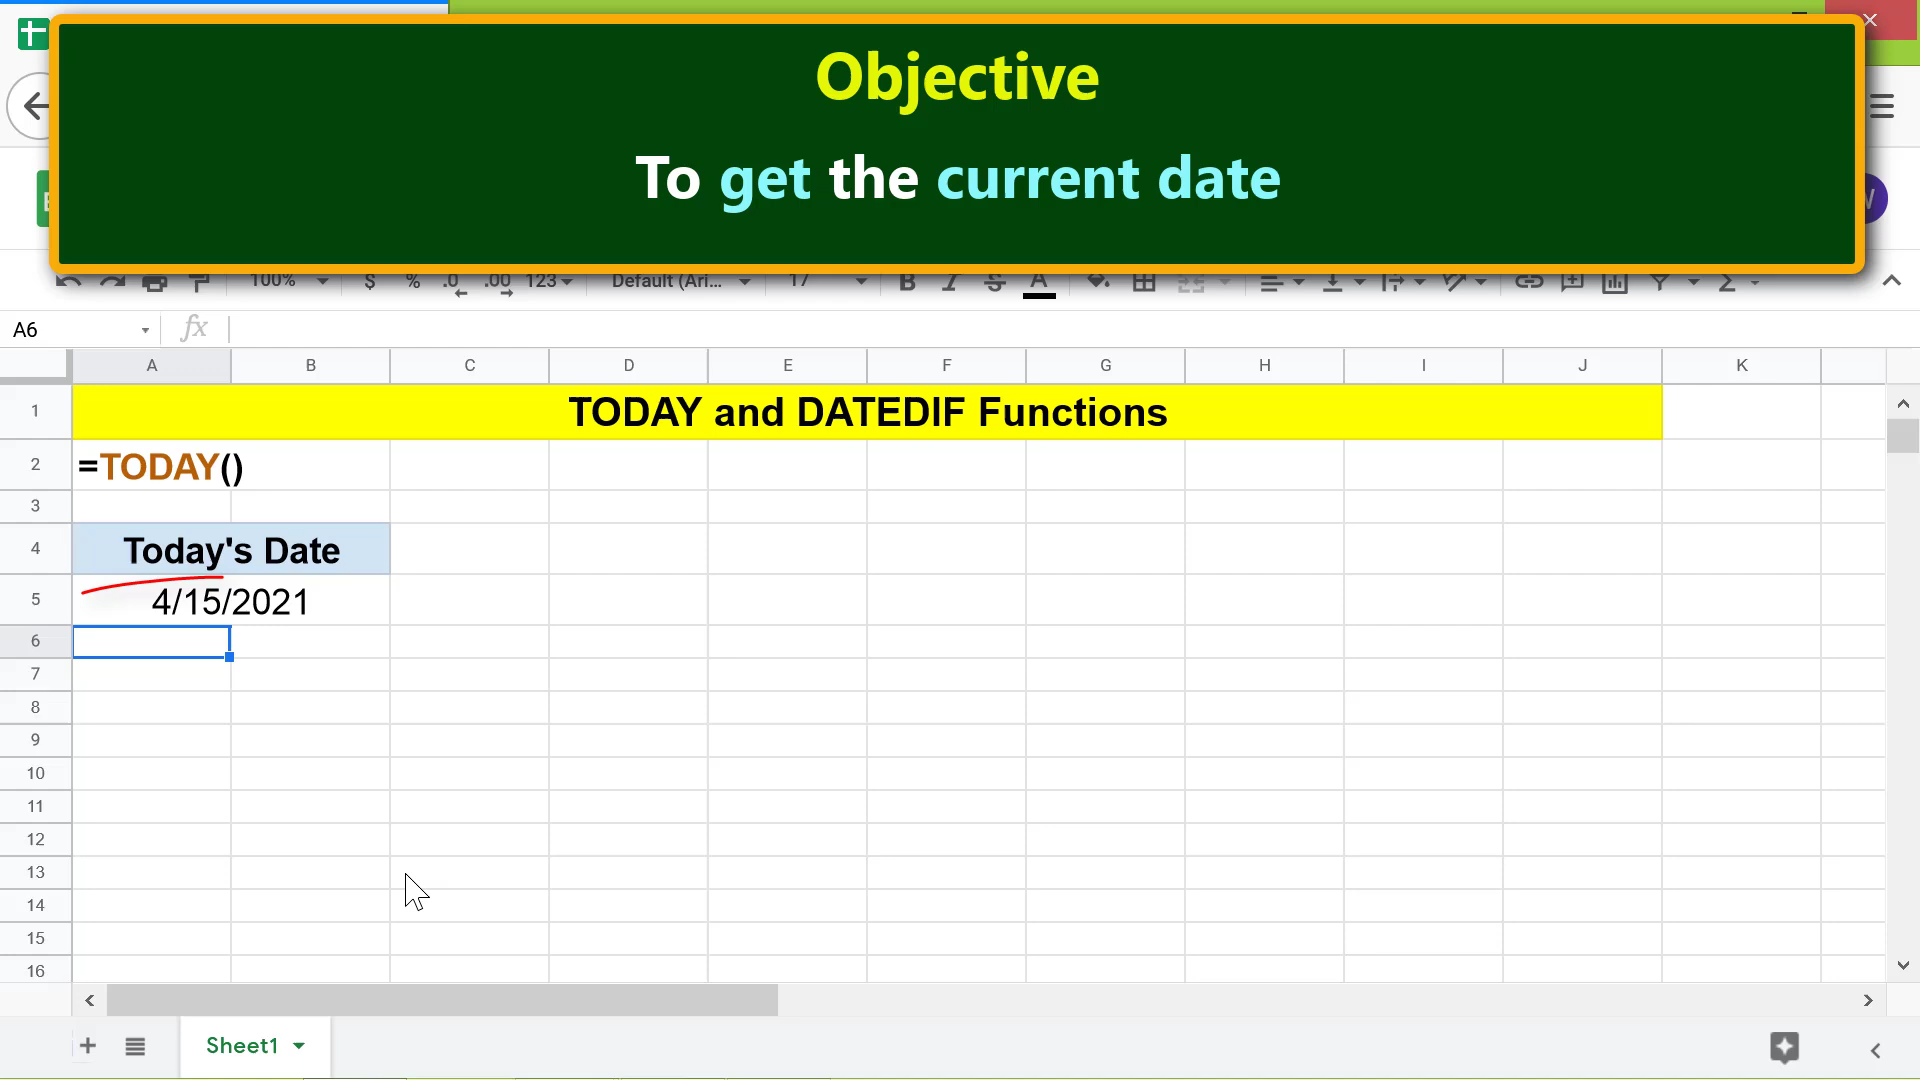 Objective
To get the current date
100% $ % .0 .00 123 Default (Ari... 17 B I S A
A6 fx
A B C D E F G H I J K
1 TODAY and DATEDIF Functions
2 =TODAY()
3
4 Today's Date
5 4/15/2021
6
7
8
9
10
11
12
13
14
15
16
Sheet1